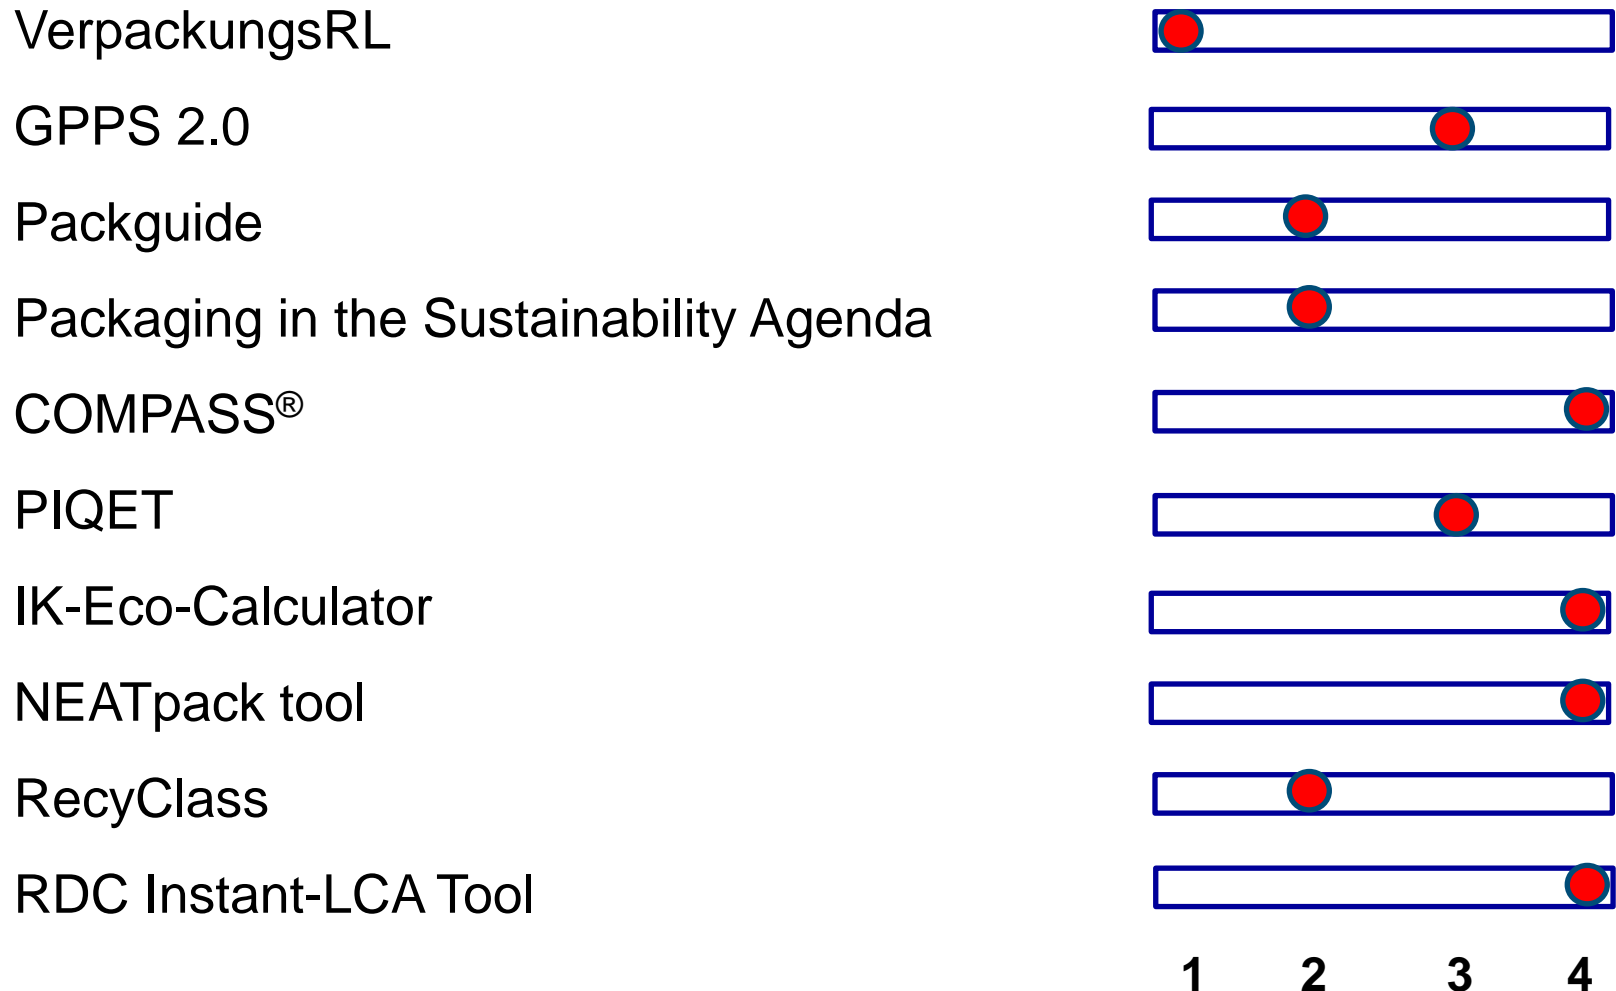 VerpackungsRL
GPPS 2.0
Packguide
Packaging in the Sustainability Agenda
COMPASS®
PIQET
IK-Eco-Calculator
NEATpack tool
RecyClass
RDC Instant-LCA Tool
1 2 3 4